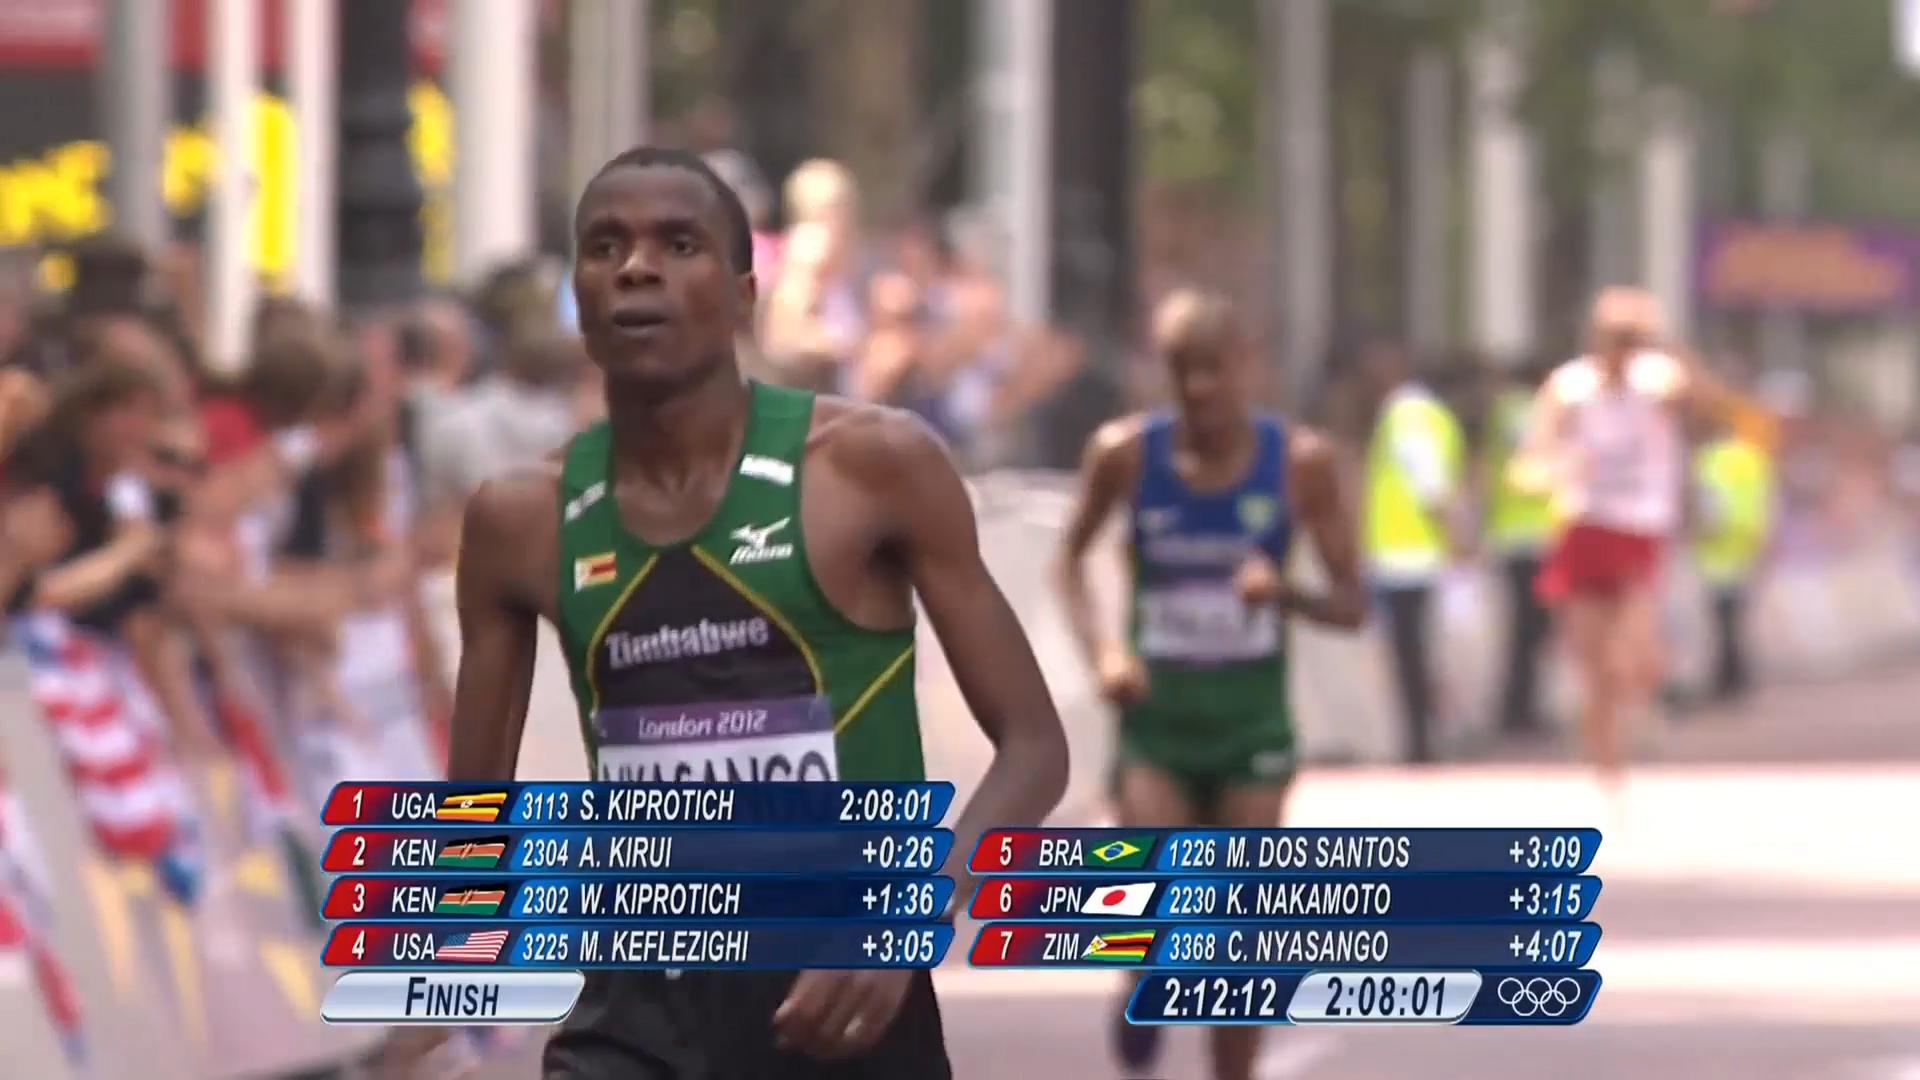 Mizuno
Zimbabwe
London 2012
NYASANGO
1 UGA 3113 S. KIPROTICH 2:08:01
2 KEN 2304 A. KIRUI +0:26
3 KEN 2302 W. KIPROTICH +1:36
4 USA 3225 M. KEFLEZIGHI +3:05
5 BRA 1226 M. DOS SANTOS +3:09
6 JPN 2230 K. NAKAMOTO +3:15
7 ZIM 3368 C. NYASANGO +4:07
FINISH
2:12:12 2:08:01